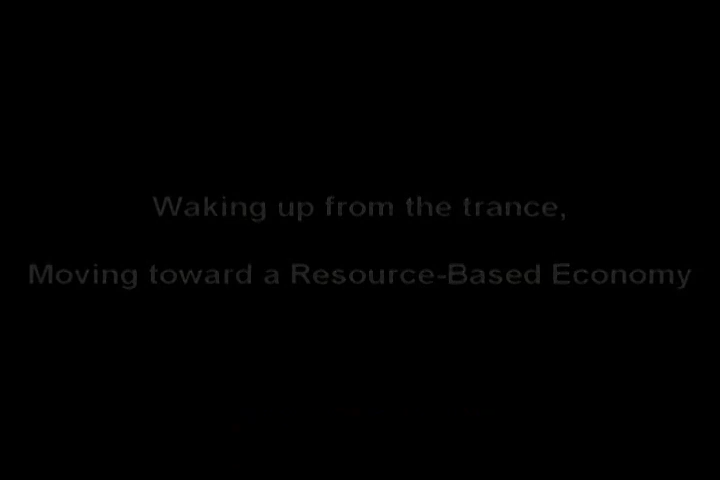 Waking up from the trance,
Moving toward a Resource-Based Economy